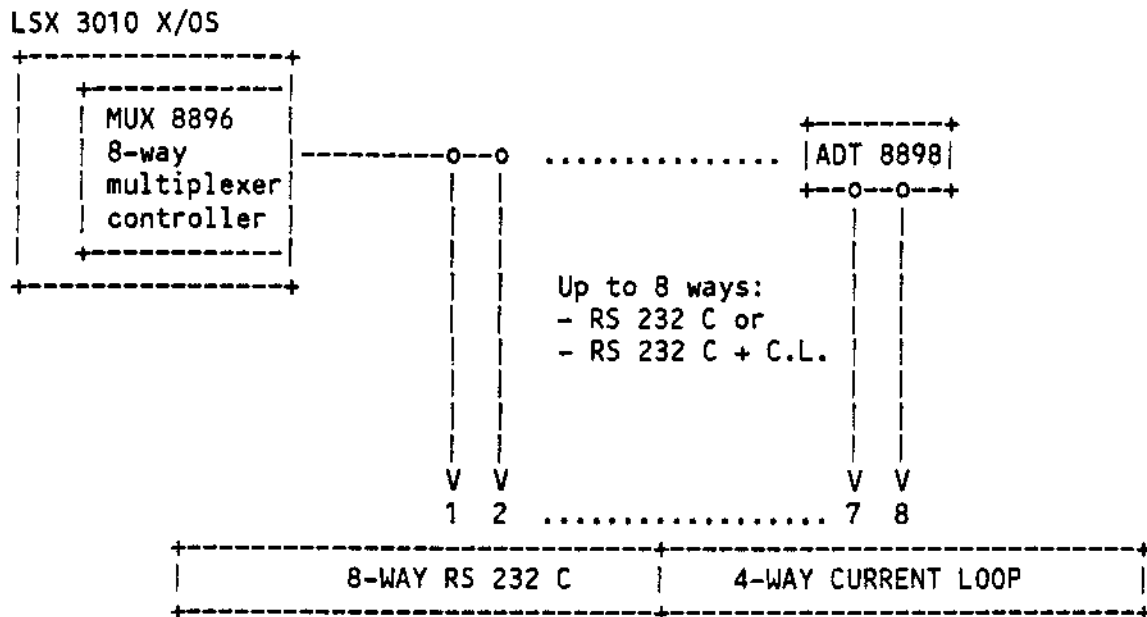 LSX 3010 X/OS
MUX 8896
8-way
multiplexer
controller
ADT 8898
Up to 8 ways:
- RS 232 C or
- RS 232 C + C.L.
1 2 .................. 7 8
8-WAY RS 232 C 4-WAY CURRENT LOOP